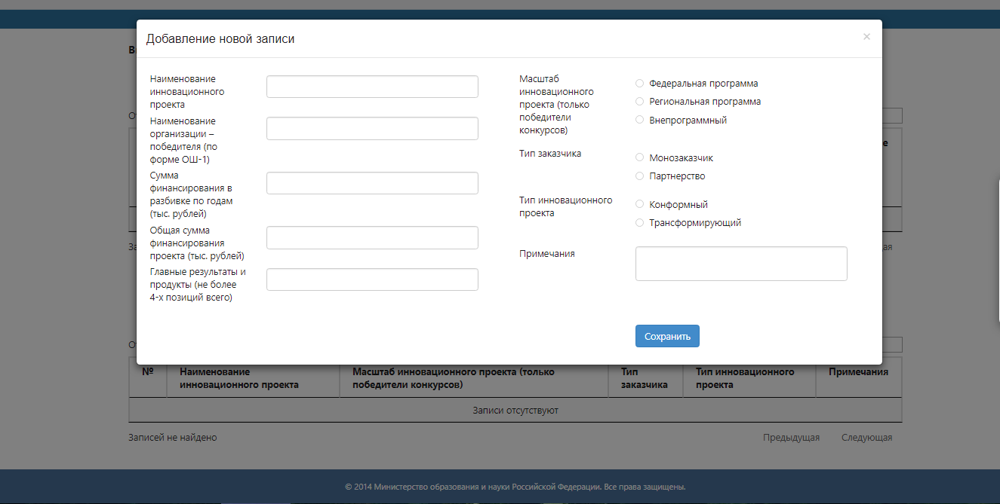 Добавление новой записи
×
Наименование
инновационного
проекта
Наименование
организации –
победителя (по
форме ОШ-1)
Сумма
финансирования в
разбивке по годам
(тыс. рублей)
Общая сумма
финансирования
проекта (тыс. рублей)
Главные результаты и
продукты (не более
4-х позиций всего)
Масштаб
инновационного
проекта (только
победители
конкурсов)
Федеральная программа
Региональная программа
Внепрограммный
Тип заказчика
Монозаказчик
Партнерство
Тип инновационного
проекта
Конформный
Трансформирующий
Примечания
Сохранить
№
Наименование
инновационного проекта
Масштаб инновационного проекта (только
победители конкурсов)
Тип
заказчика
Тип инновационного
проекта
Примечания
Записи отсутствуют
Записей не найдено
Предыдущая
Следующая
© 2014 Министерство образования и науки Российской Федерации. Все права защищены.